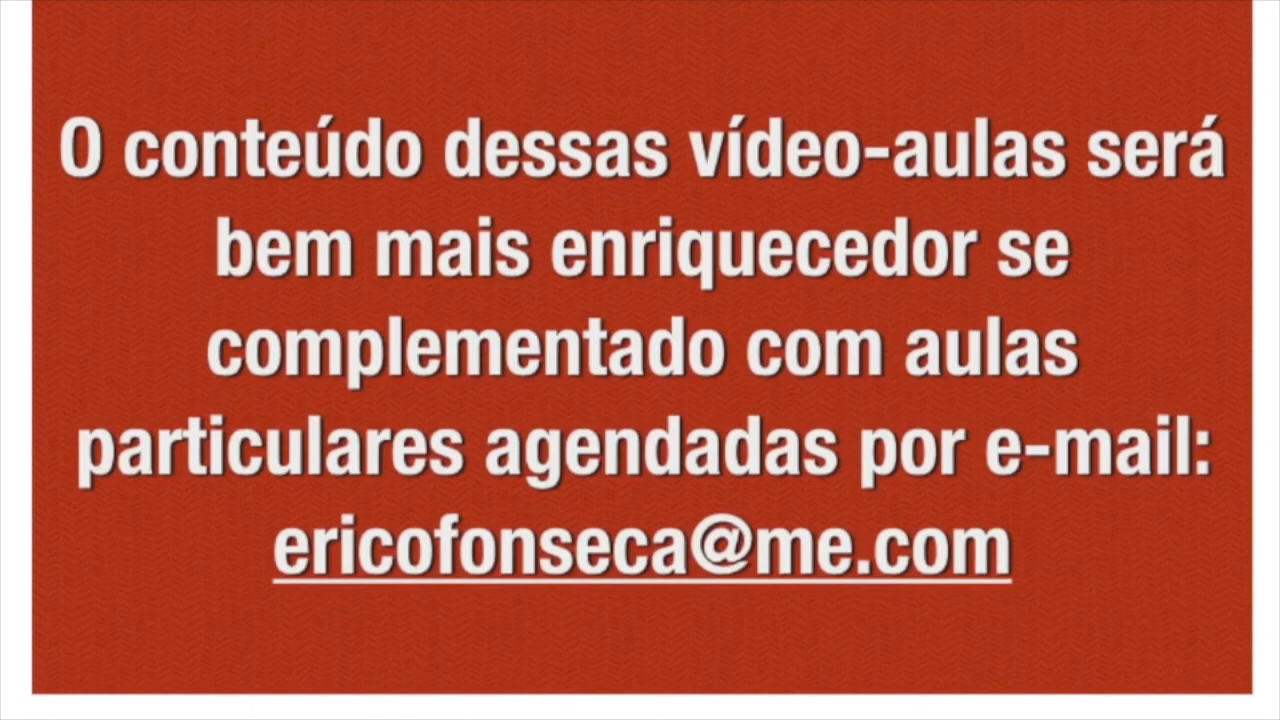 O conteúdo dessas vídeo-aulas será
bem mais enriquecedor se
complementado com aulas
particulares agendadas por e-mail:
ericofonseca@me.com